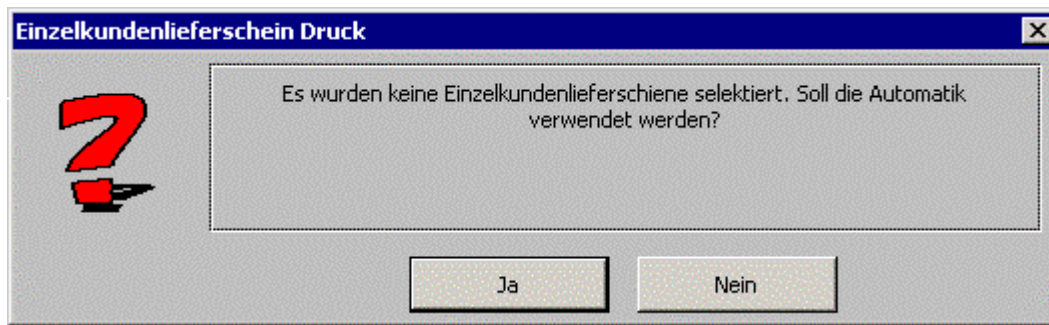 Einzelkundenlieferschein Druck
Es wurden keine Einzelkundenlieferschiene selektiert. Soll die Automatik
verwendet werden?
Ja
Nein